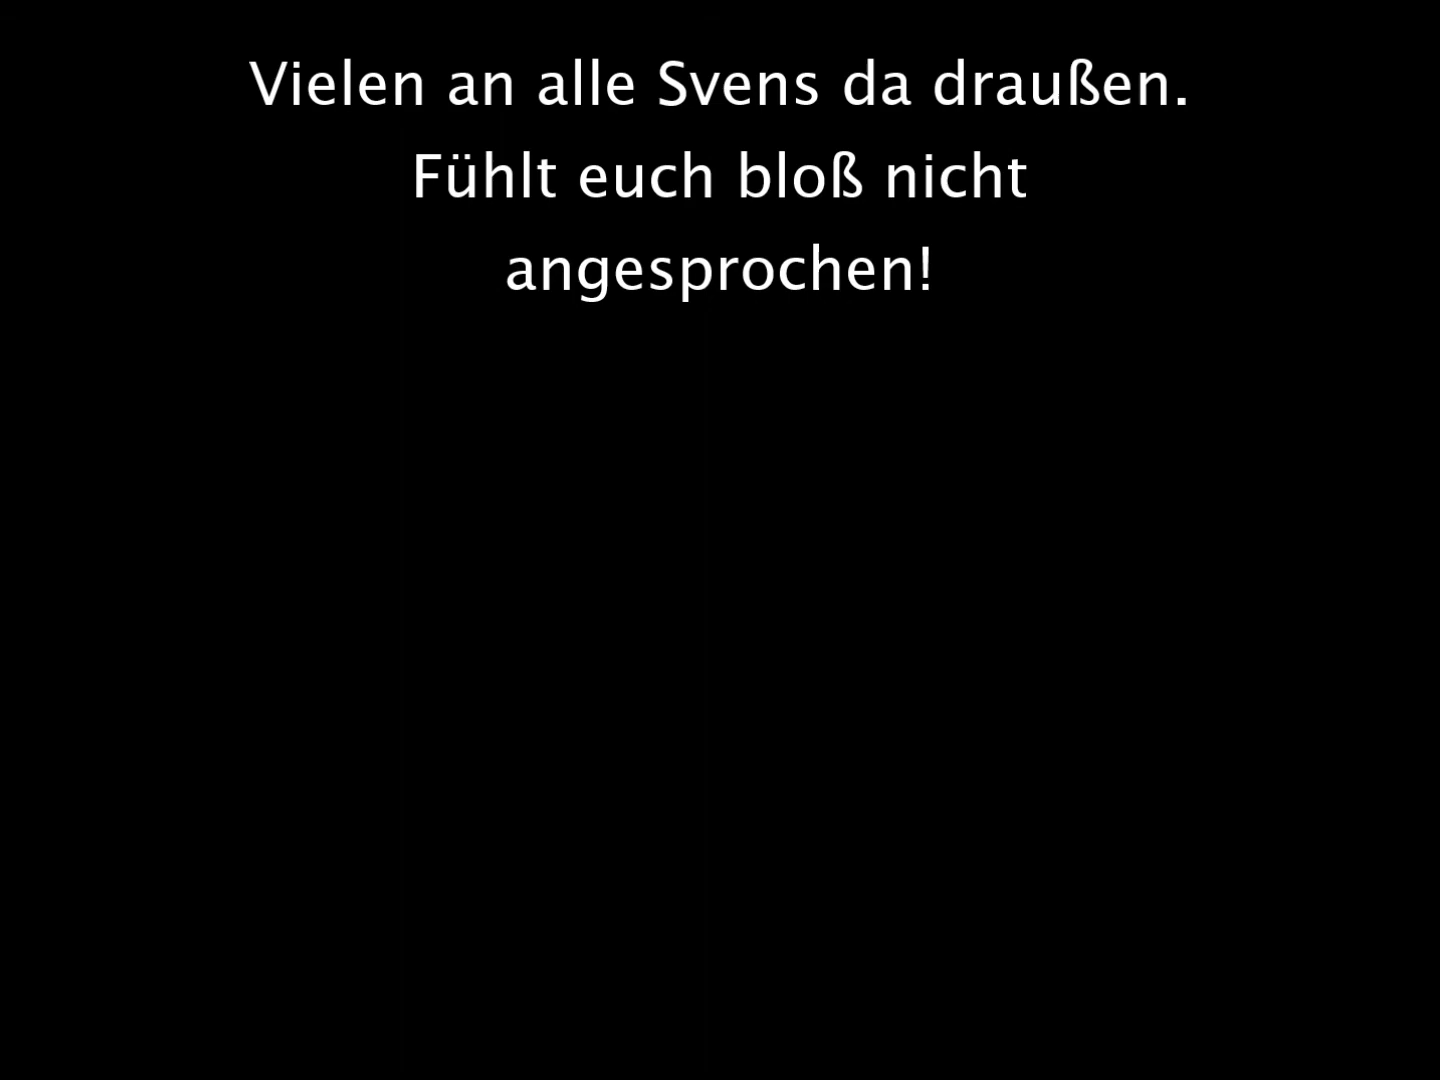 Vielen an alle Svens da draußen.
Fühlt euch bloß nicht
angesprochen!